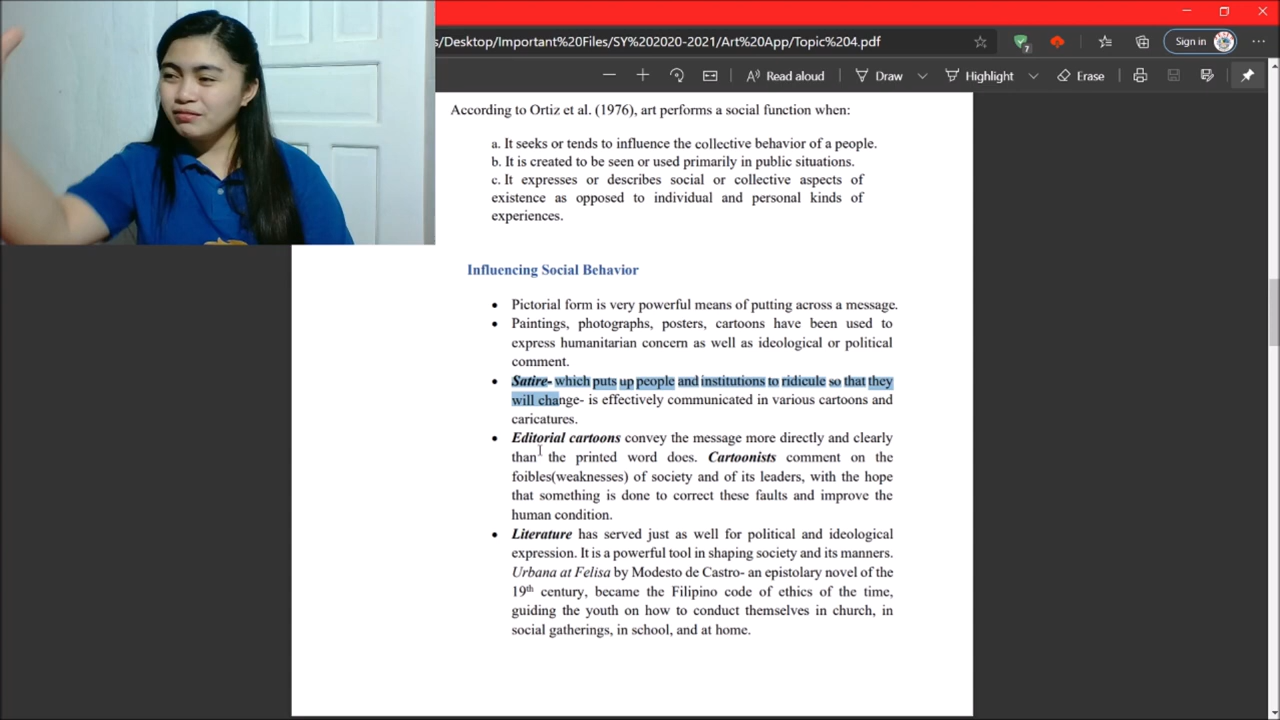 s/Desktop/Important%20Files/SY%202020-2021/Art%20App/Topic%204.pdf
7
Sign in
Read aloud
Draw
Highlight
Erase
According to Ortiz et al. (1976), art performs a social function when:
a. It seeks or tends to influence the collective behavior of a people.
b. It is created to be seen or used primarily in public situations.
c. It expresses or describes social or collective aspects of
existence as opposed to individual and personal kinds of
experiences.
Influencing Social Behavior
• Pictorial form is very powerful means of putting across a message.
• Paintings, photographs, posters, cartoons have been used to
express humanitarian concern as well as ideological or political
comment.
• Satire- which puts up people and institutions to ridicule so that they
will change- is effectively communicated in various cartoons and
caricatures.
• Editorial cartoons convey the message more directly and clearly
than the printed word does. Cartoonists comment on the
foibles(weaknesses) of society and of its leaders, with the hope
that something is done to correct these faults and improve the
human condition.
• Literature has served just as well for political and ideological
expression. It is a powerful tool in shaping society and its manners.
Urbana at Felisa by Modesto de Castro- an epistolary novel of the
19th century, became the Filipino code of ethics of the time,
guiding the youth on how to conduct themselves in church, in
social gatherings, in school, and at home.